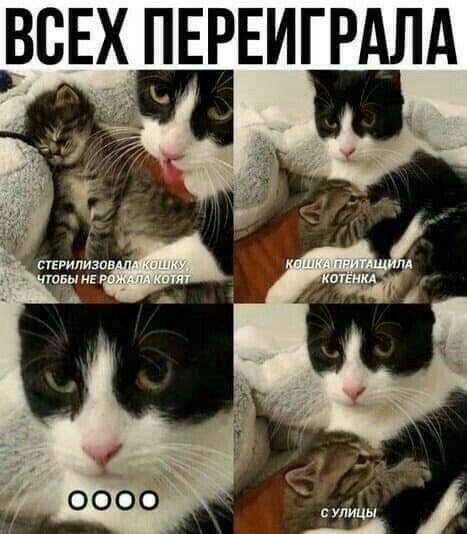 ВСЕХ ПЕРЕИГРАЛА
СТЕРИЛИЗОВАЛА КОШКУ,
ЧТОБЫ НЕ РОЖАЛА КОТЯТ
КОШКА ПРИТАЩИЛА
КОТЁНКА
оооо
С УЛИЦЫ